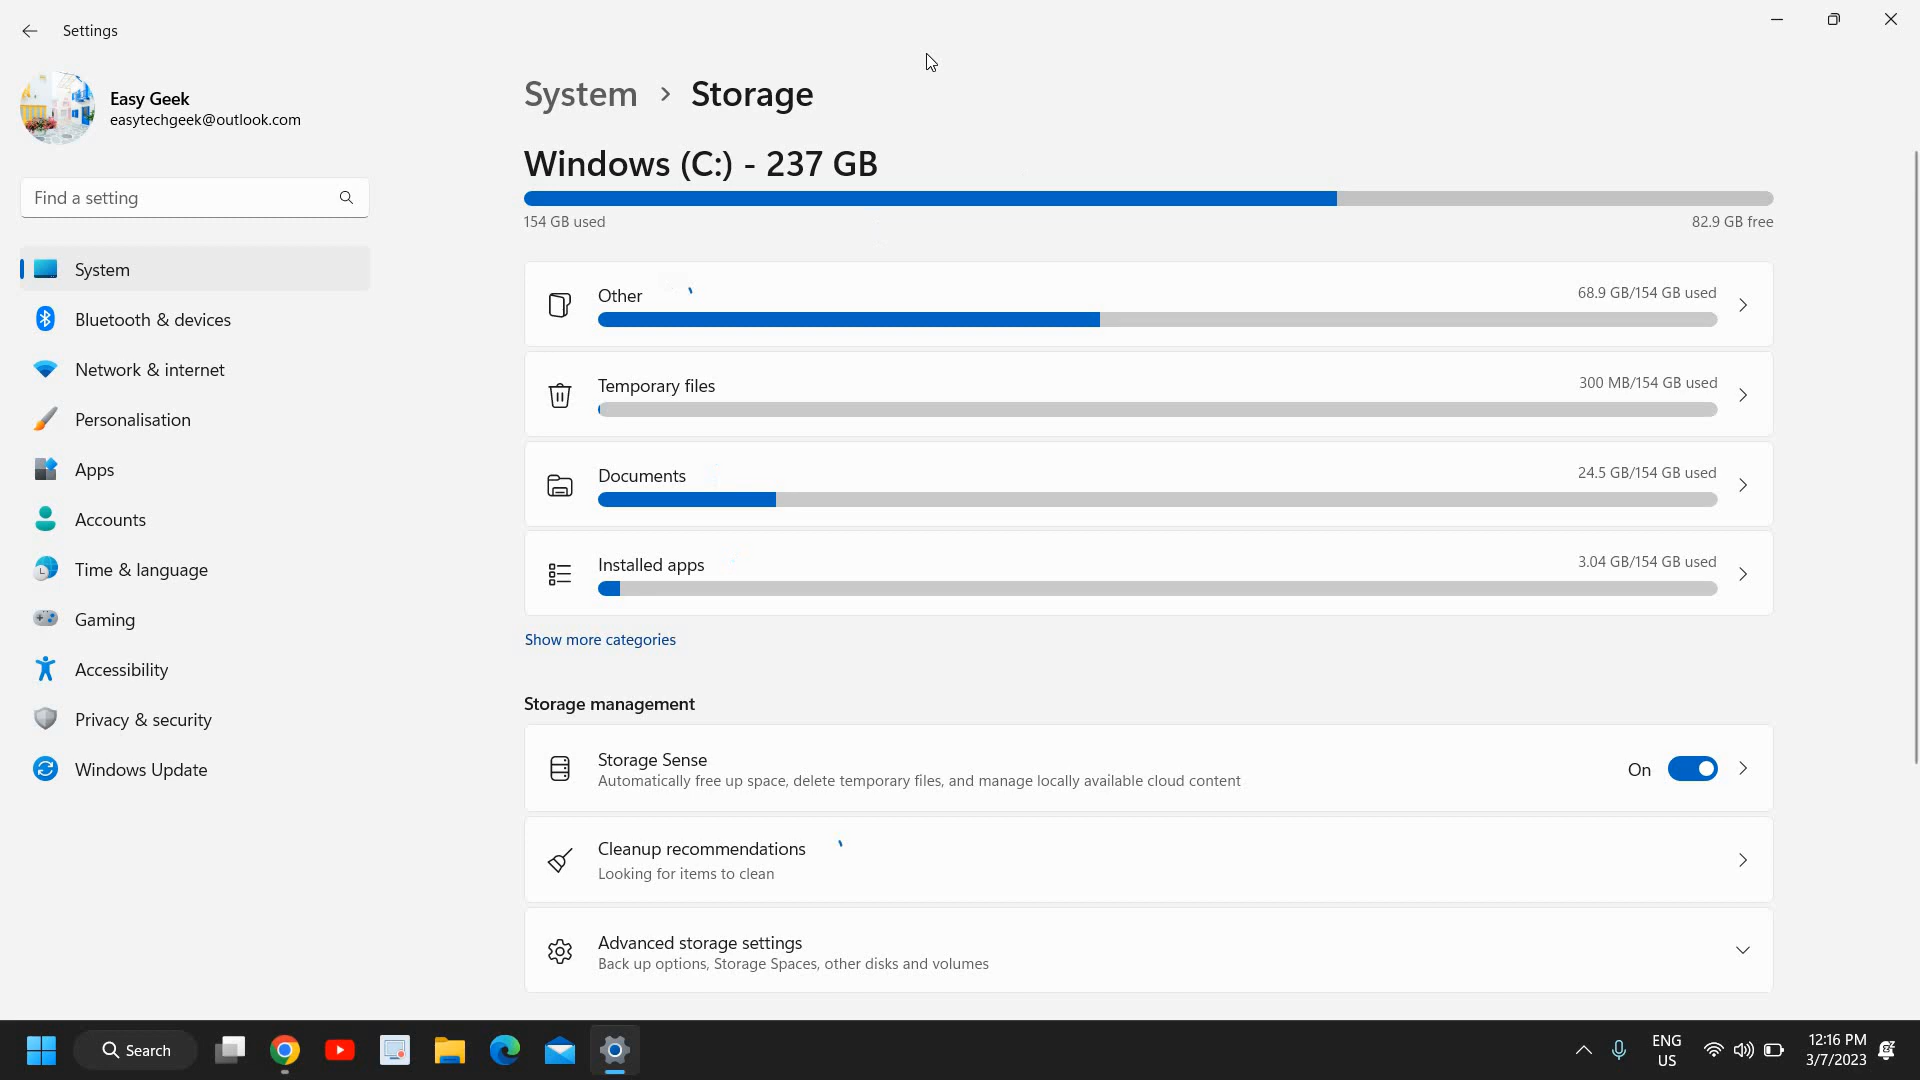 Settings
Easy Geek
easytechgeek@outlook.com
Find a setting
System
Bluetooth & devices
Network & internet
Personalisation
Apps
Accounts
Time & language
Gaming
Accessibility
Privacy & security
Windows Update
System > Storage
Windows (C:) - 237 GB
154 GB used 82.9 GB free
Other 68.9 GB/154 GB used
Temporary files 300 MB/154 GB used
Documents 24.5 GB/154 GB used
Installed apps 3.04 GB/154 GB used
Show more categories
Storage management
Storage Sense
Automatically free up space, delete temporary files, and manage locally available cloud content
On
Cleanup recommendations
Looking for items to clean
Advanced storage settings
Back up options, Storage Spaces, other disks and volumes
Search
ENG
US
12:16 PM
3/7/2023